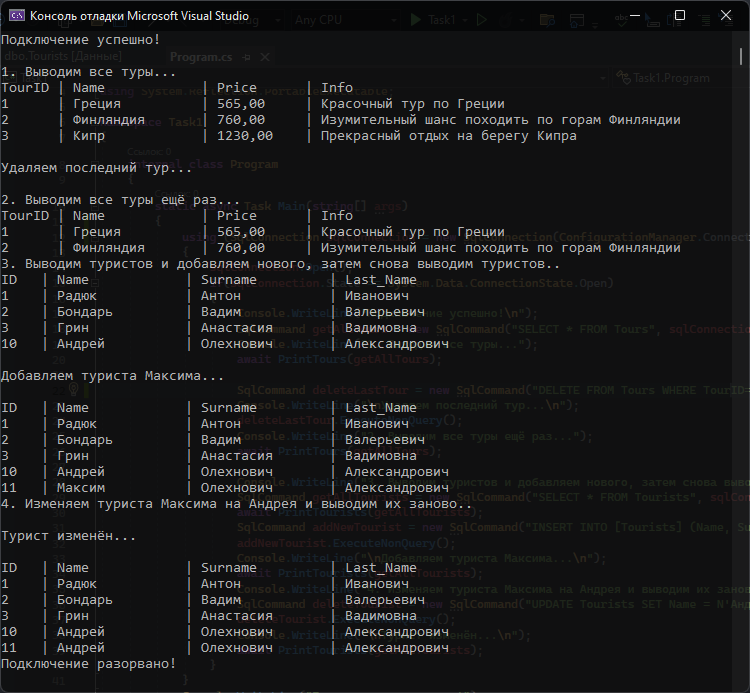 Консоль отладки Microsoft Visual Studio
Подключение успешно!
1. Выводим все туры...
TourID | Name | Price | Info
1 | Греция | 565,00 | Красочный тур по Греции
2 | Финляндия | 760,00 | Изумительный шанс походить по горам Финляндии
3 | Кипр | 1230,00 | Прекрасный отдых на берегу Кипра
Удаляем последний тур...
2. Выводим все туры ещё раз...
TourID | Name | Price | Info
1 | Греция | 565,00 | Красочный тур по Греции
2 | Финляндия | 760,00 | Изумительный шанс походить по горам Финляндии
3. Выводим туристов и добавляем нового, затем снова выводим туристов..
ID | Name | Surname | Last_Name
1 | Радюк | Антон | Иванович
2 | Бондарь | Вадим | Валерьевич
3 | Грин | Анастасия | Вадимовна
10 | Андрей | Олехнович | Александрович
Добавляем туриста Максима...
ID | Name | Surname | Last_Name
1 | Радюк | Антон | Иванович
2 | Бондарь | Вадим | Валерьевич
3 | Грин | Анастасия | Вадимовна
10 | Андрей | Олехнович | Александрович
11 | Максим | Олехнович | Александрович
4. Изменяем туриста Максима на Андрея и выводим их заново..
Турист изменён...
ID | Name | Surname | Last_Name
1 | Радюк | Антон | Иванович
2 | Бондарь | Вадим | Валерьевич
3 | Грин | Анастасия | Вадимовна
10 | Андрей | Олехнович | Александрович
11 | Андрей | Олехнович | Александрович
Подключение разорвано!